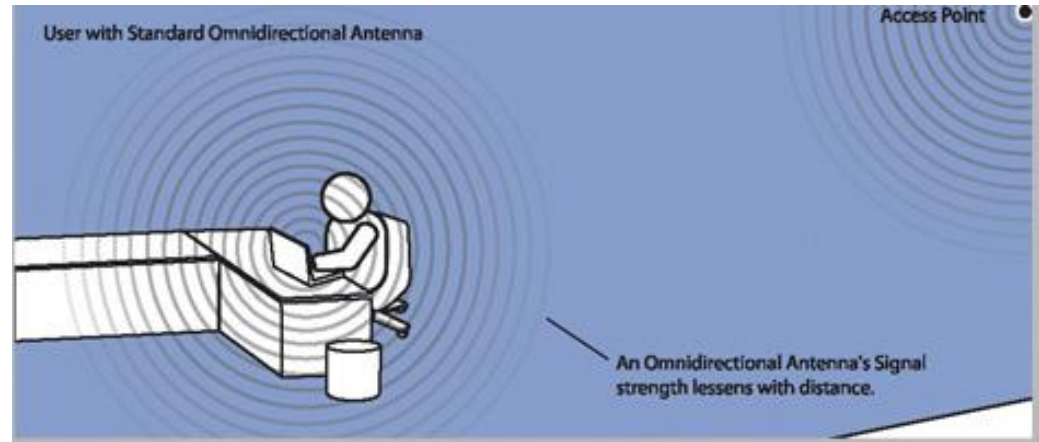 User with Standard Omnidirectional Antenna
Access Point
An Omnidirectional Antenna's Signal
strength lessens with distance.